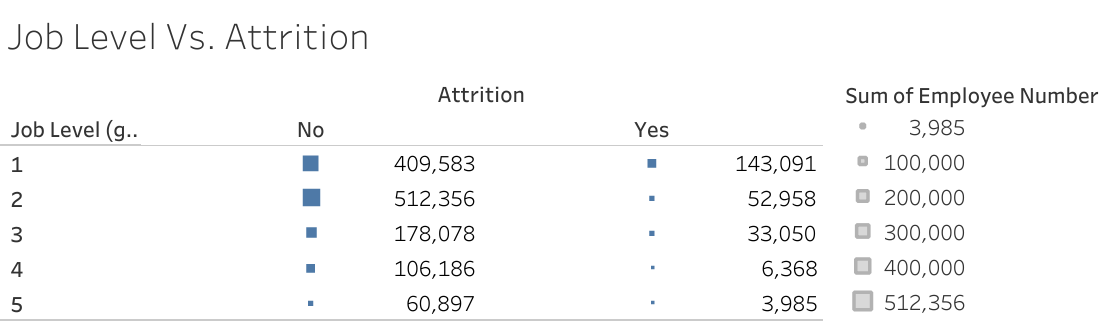 Job Level Vs. Attrition
Attrition
Job Level (g.. No Yes
1 409,583 143,091
2 512,356 52,958
3 178,078 33,050
4 106,186 6,368
5 60,897 3,985
Sum of Employee Number
3,985
100,000
200,000
300,000
400,000
512,356